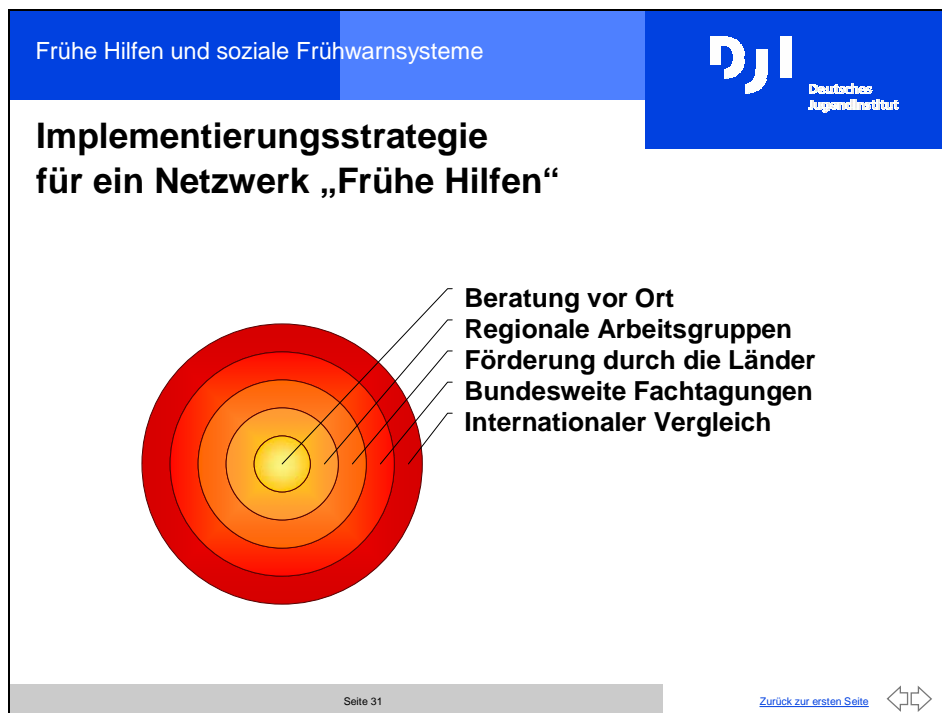 Frühe Hilfen und soziale Frühwarnsysteme
DJI
Deutsches
Jugendinstitut
Implementierungsstrategie
für ein Netzwerk „Frühe Hilfen“
Beratung vor Ort
Regionale Arbeitsgruppen
Förderung durch die Länder
Bundesweite Fachtagungen
Internationaler Vergleich
Seite 31
Zurück zur ersten Seite